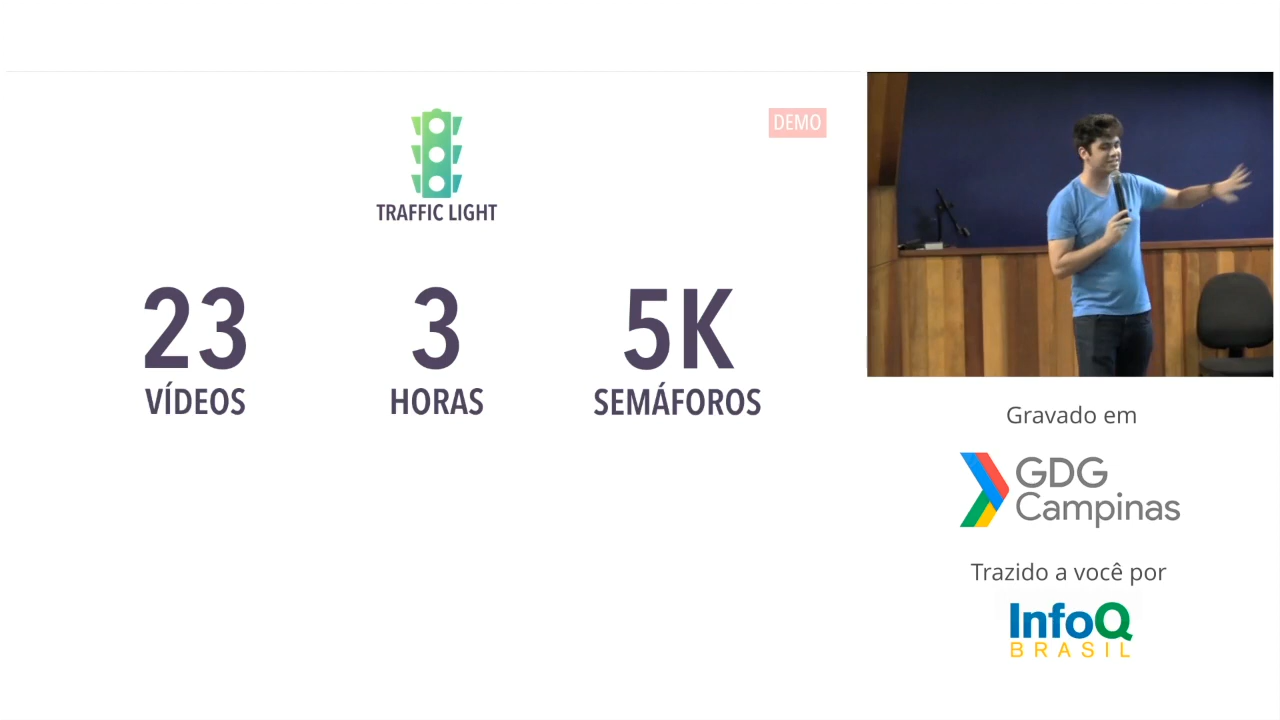 DEMO
TRAFFIC LIGHT
23
VÍDEOS
3
HORAS
5K
SEMÁFOROS
Gravado em
GDG
Campinas
Trazido a você por
InfoQ
BRASIL